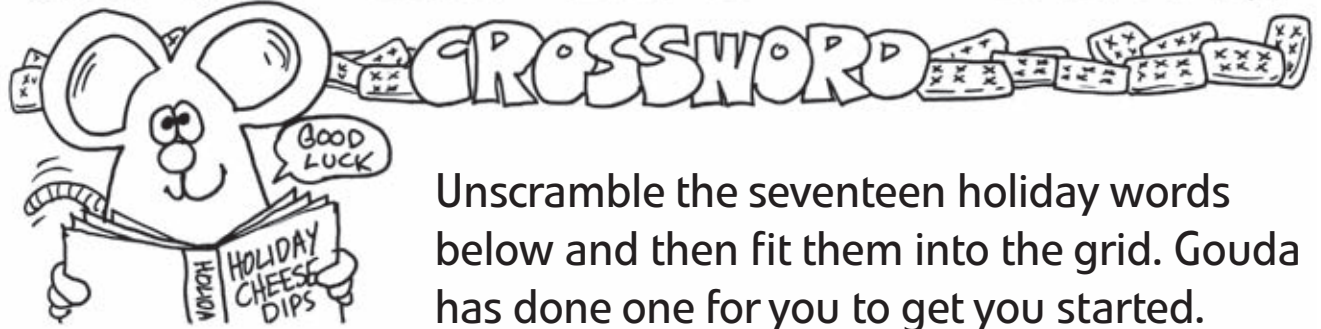 CROSSWORD
GOOD
LUCK
Unscramble the seventeen holiday words
below and then fit them into the grid. Gouda
has done one for you to get you started.
HOLIDAY
CHEESE
DIPS